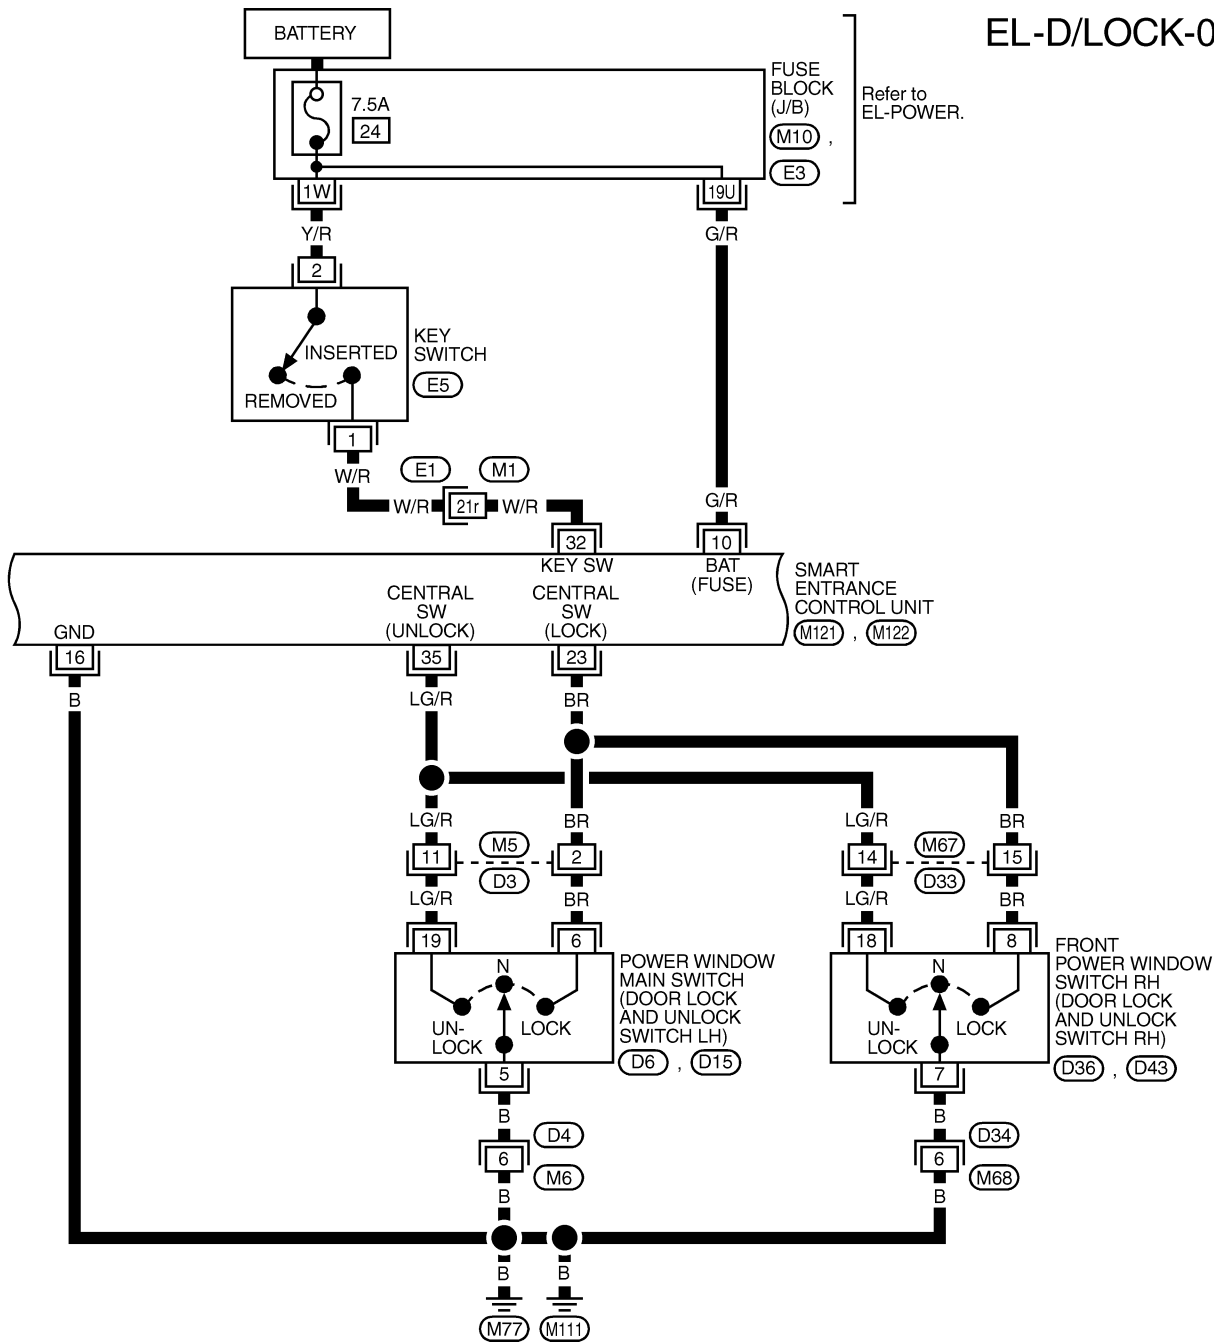 EL-D/LOCK-0
BATTERY
FUSE
BLOCK
(J/B)
M10 ,
E3
Refer to
EL-POWER.
7.5A
24
1W
19U
Y/R
G/R
2
KEY
SWITCH
E5
INSERTED
REMOVED
1
W/R
E1
M1
W/R
21r
W/R
G/R
32
10
KEY SW
BAT
(FUSE)
SMART
ENTRANCE
CONTROL UNIT
M121 , M122
CENTRAL
SW
(UNLOCK)
CENTRAL
SW
(LOCK)
GND
16
35
23
B
LG/R
BR
LG/R
BR
LG/R
BR
11
M5
D3
2
14
M67
D33
15
LG/R
BR
LG/R
BR
19
6
18
8
N
UN-
LOCK
LOCK
POWER WINDOW
MAIN SWITCH
(DOOR LOCK
AND UNLOCK
SWITCH LH)
D6 , D15
N
UN-
LOCK
LOCK
FRONT
POWER WINDOW
SWITCH RH
(DOOR LOCK
AND UNLOCK
SWITCH RH)
D36 , D43
5
7
B
B
D4
6
M6
D34
6
M68
B
B
B
B
M77
M111